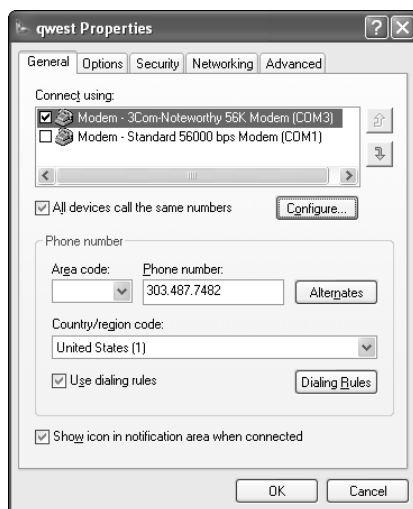 qwest Properties
General Options Security Networking Advanced
Connect using:
Modem - 3Com-Noteworthy 56K Modem (COM3)
Modem - Standard 56000 bps Modem (COM1)
All devices call the same numbers
Configure...
Phone number
Area code: Phone number:
303.487.7482
Alternates
Country/region code:
United States (1)
Use dialing rules
Dialing Rules
Show icon in notification area when connected
OK Cancel